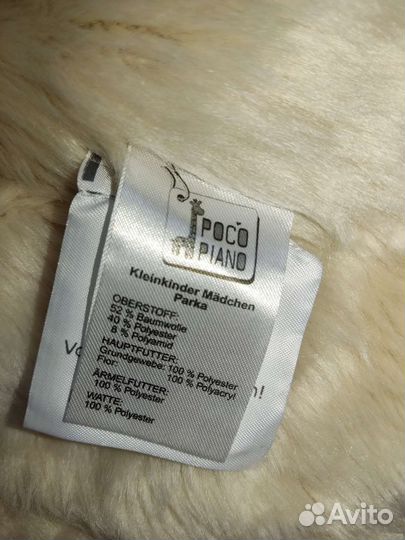 POCO
PIANO
Kleinkinder Mädchen
Parka
OBERSTOFF:
52 % Baumwolle
40 % Polyester
8 % Polyamid
HAUPTFUTTER:
Grundgewebe: 100 % Polyester
Flor: 100 % Polyacryl
ÄRMELFUTTER:
100 % Polyester
WATTE:
100 % Polyester
Avito